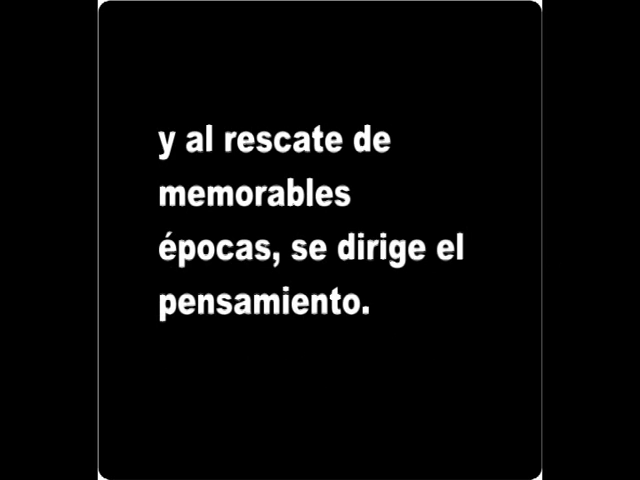 y al rescate de
memorables
épocas, se dirige el
pensamiento.